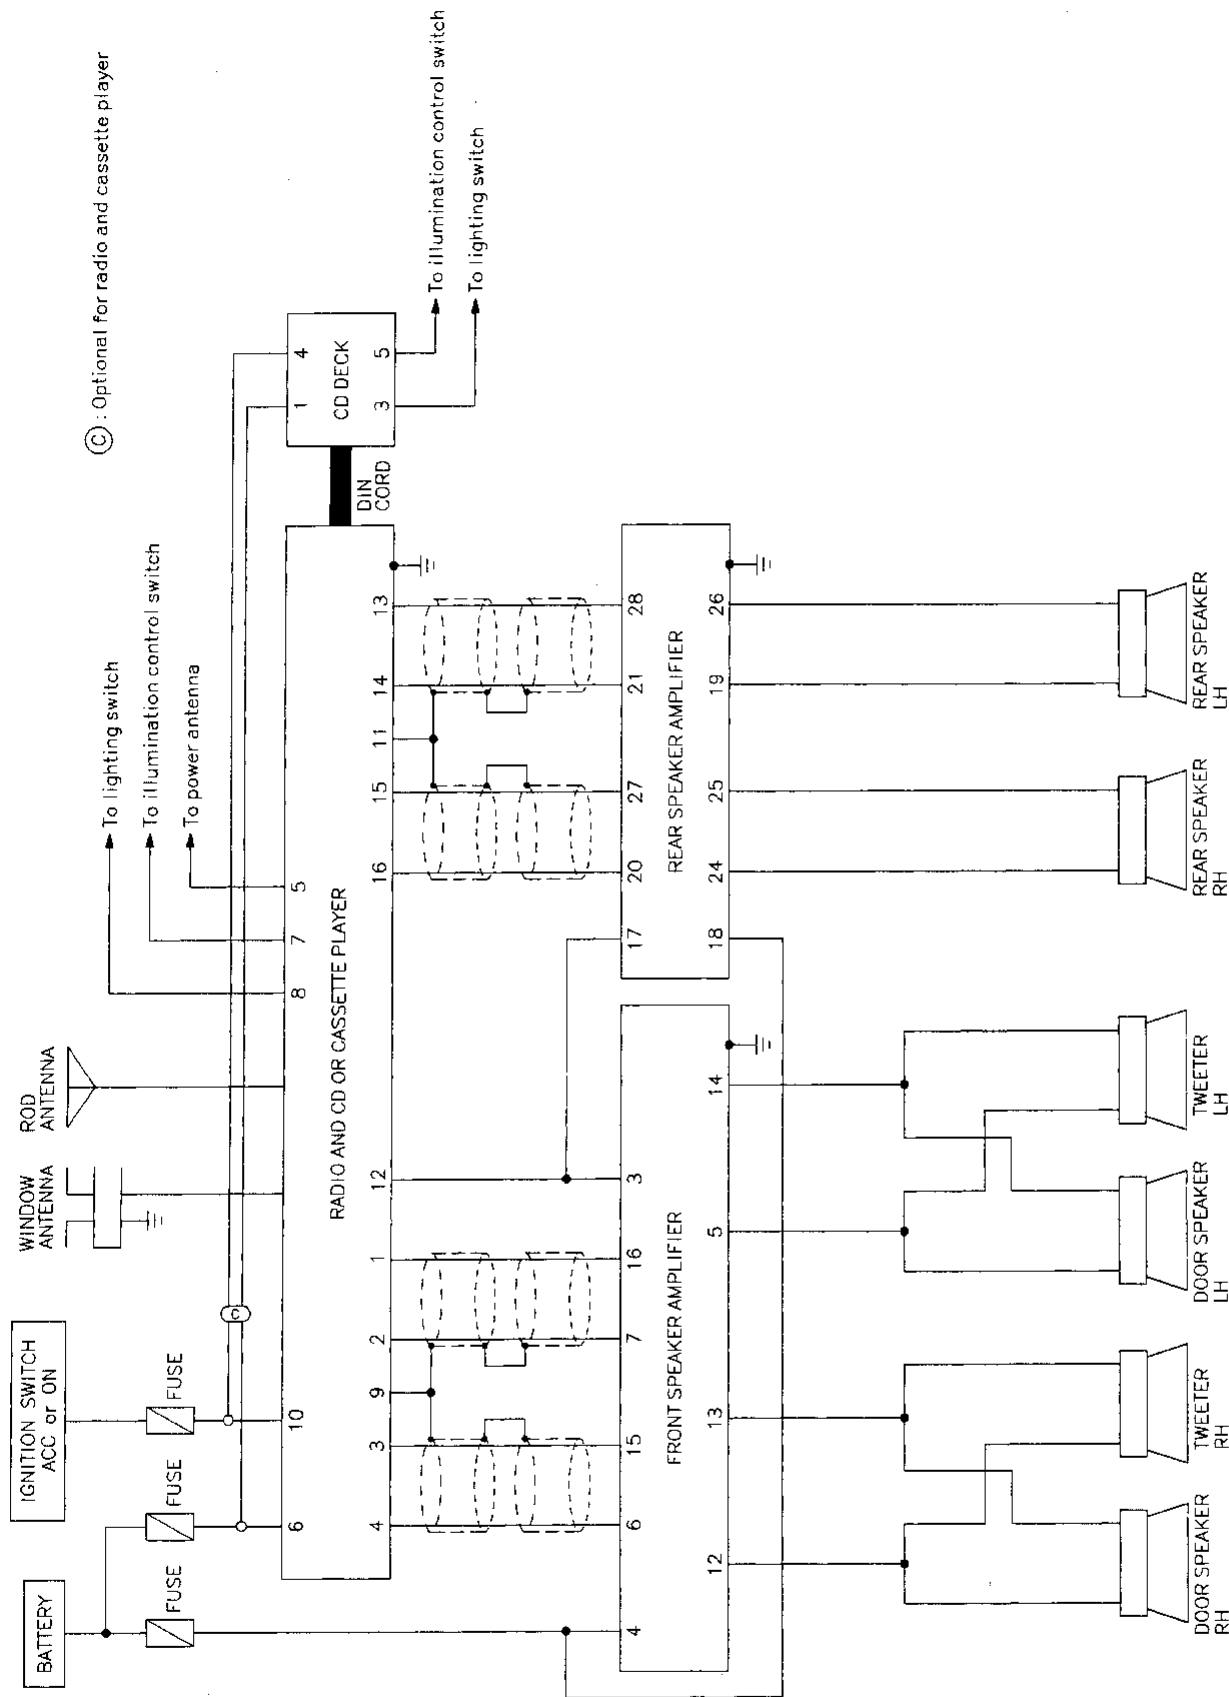 BATTERY
IGNITION SWITCH
ACC or ON
WINDOW
ANTENNA
ROD
ANTENNA
FUSE
FUSE
FUSE
C
To lighting switch
To illumination control switch
To power antenna
Ⓒ : Optional for radio and cassette player
6
10
8
7
5
RADIO AND CD OR CASSETTE PLAYER
4
3
9
2
1
12
16
15
11
14
13
DIN
CORD
1
4
CD DECK
3
5
To illumination control switch
To lighting switch
4
6
15
7
16
3
FRONT SPEAKER AMPLIFIER
12
13
5
14
17
20
27
21
28
REAR SPEAKER AMPLIFIER
18
24
25
19
26
DOOR SPEAKER
RH
TWEETER
RH
DOOR SPEAKER
LH
TWEETER
LH
REAR SPEAKER
RH
REAR SPEAKER
LH